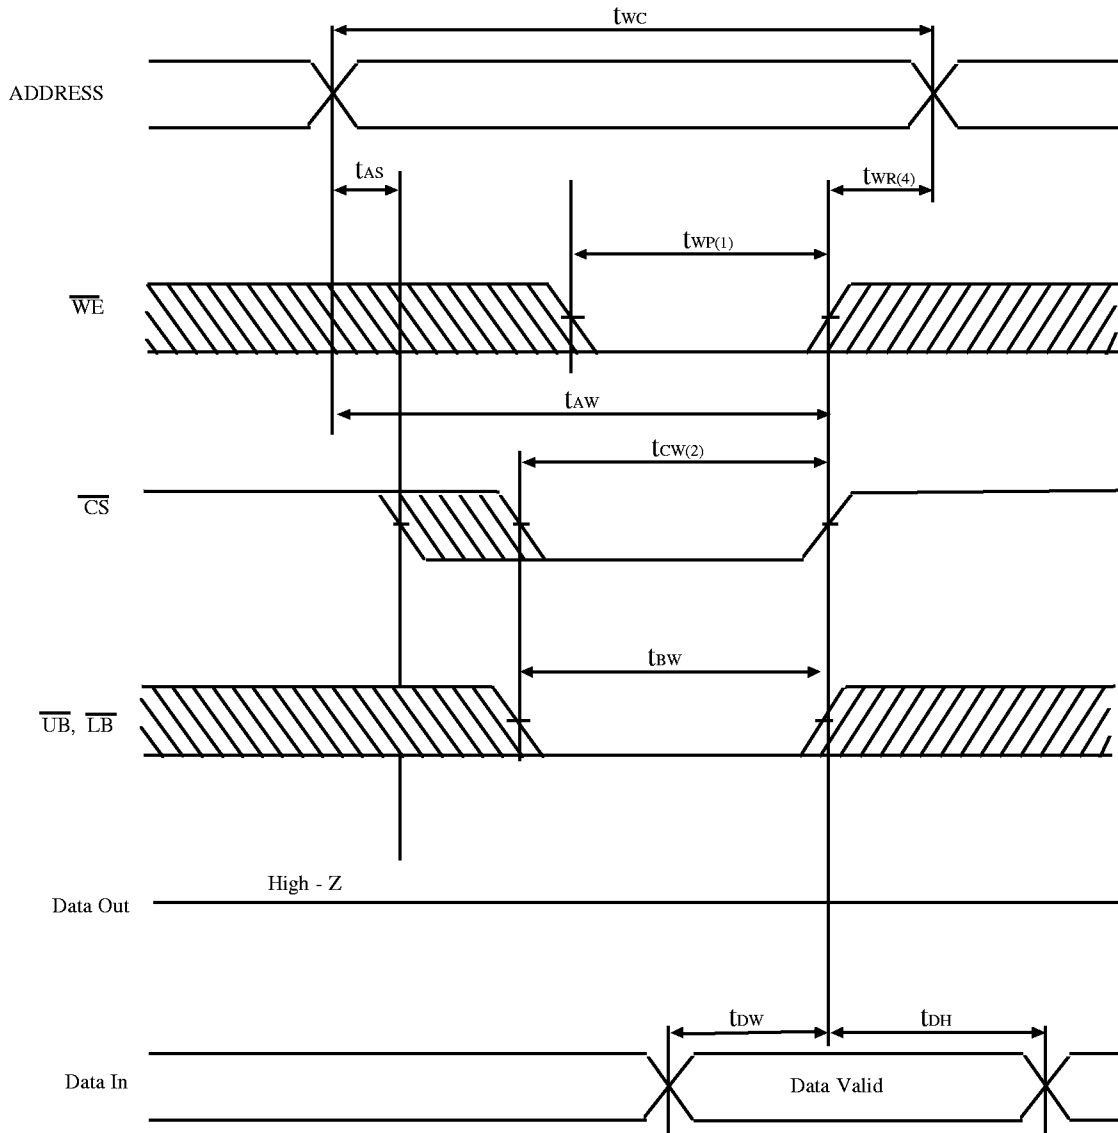 tWC
ADDRESS
tAS
tWR(4)
tWP(1)
WE
tAW
tCW(2)
CS
tBW
UB, LB
High - Z
Data Out
tDW
tDH
Data In
Data Valid